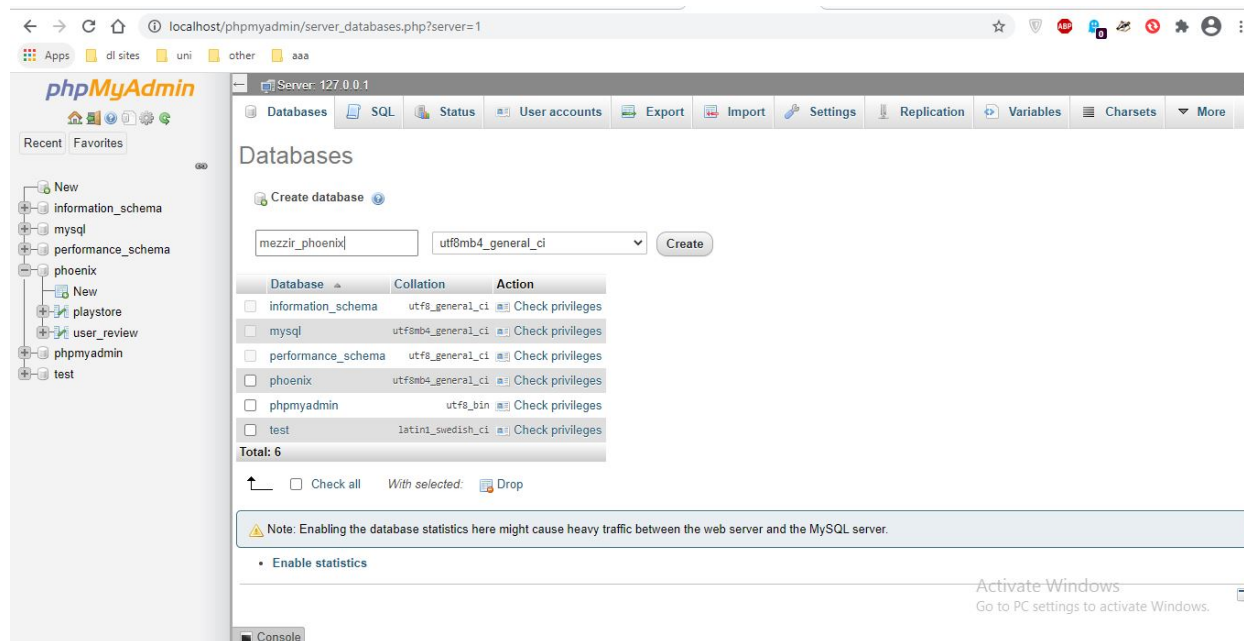 localhost/phpmyadmin/server_databases.php?server=1
ABP
0
Apps dl sites uni other aaa
phpMyAdmin
Recent Favorites
New
information_schema
mysql
performance_schema
phoenix
New
playstore
user_review
phpmyadmin
test
Server: 127.0.0.1
Databases SQL Status User accounts Export Import Settings Replication Variables Charsets More
Databases
Create database
mezzir_phoenix utf8mb4_general_ci Create
Database Collation Action
information_schema utf8_general_ci Check privileges
mysql utf8mb4_general_ci Check privileges
performance_schema utf8_general_ci Check privileges
phoenix utf8mb4_general_ci Check privileges
phpmyadmin utf8_bin Check privileges
test latin1_swedish_ci Check privileges
Total: 6
Check all With selected: Drop
Note: Enabling the database statistics here might cause heavy traffic between the web server and the MySQL server.
• Enable statistics
Activate Windows
Go to PC settings to activate Windows.
Console